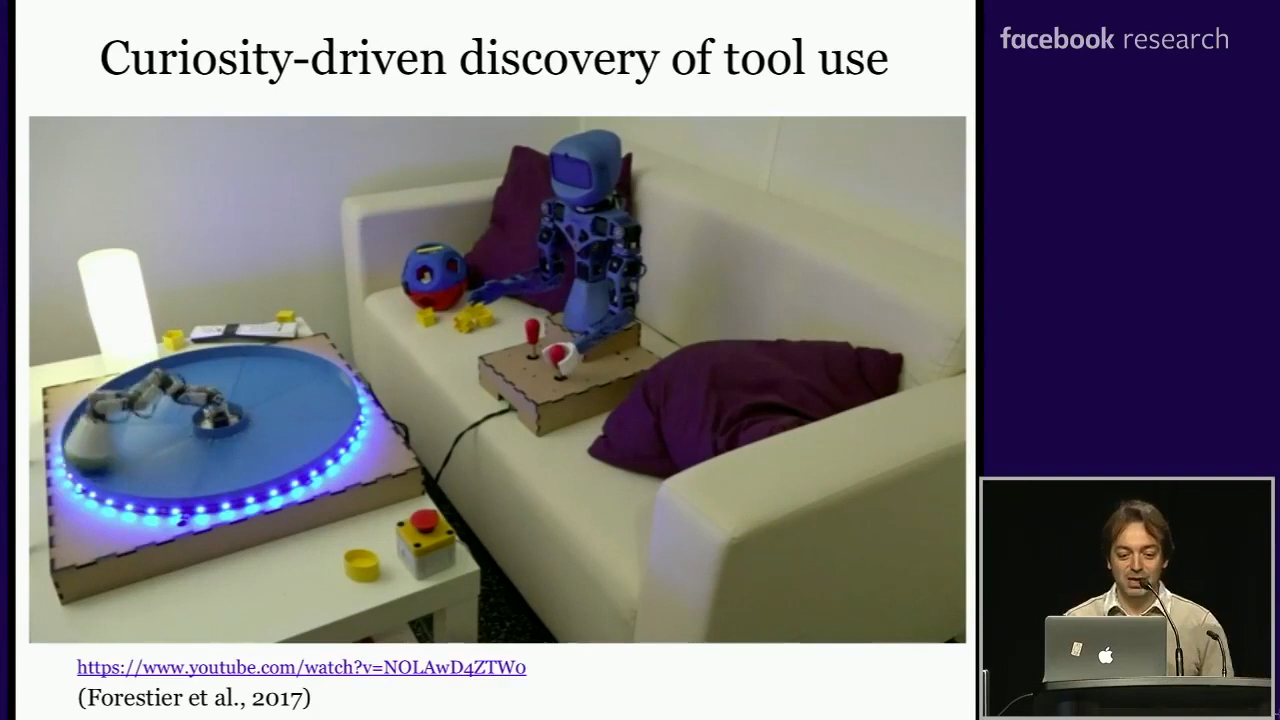 Curiosity-driven discovery of tool use
facebook research
https://www.youtube.com/watch?v=NOLAwD4ZTW0
(Forestier et al., 2017)